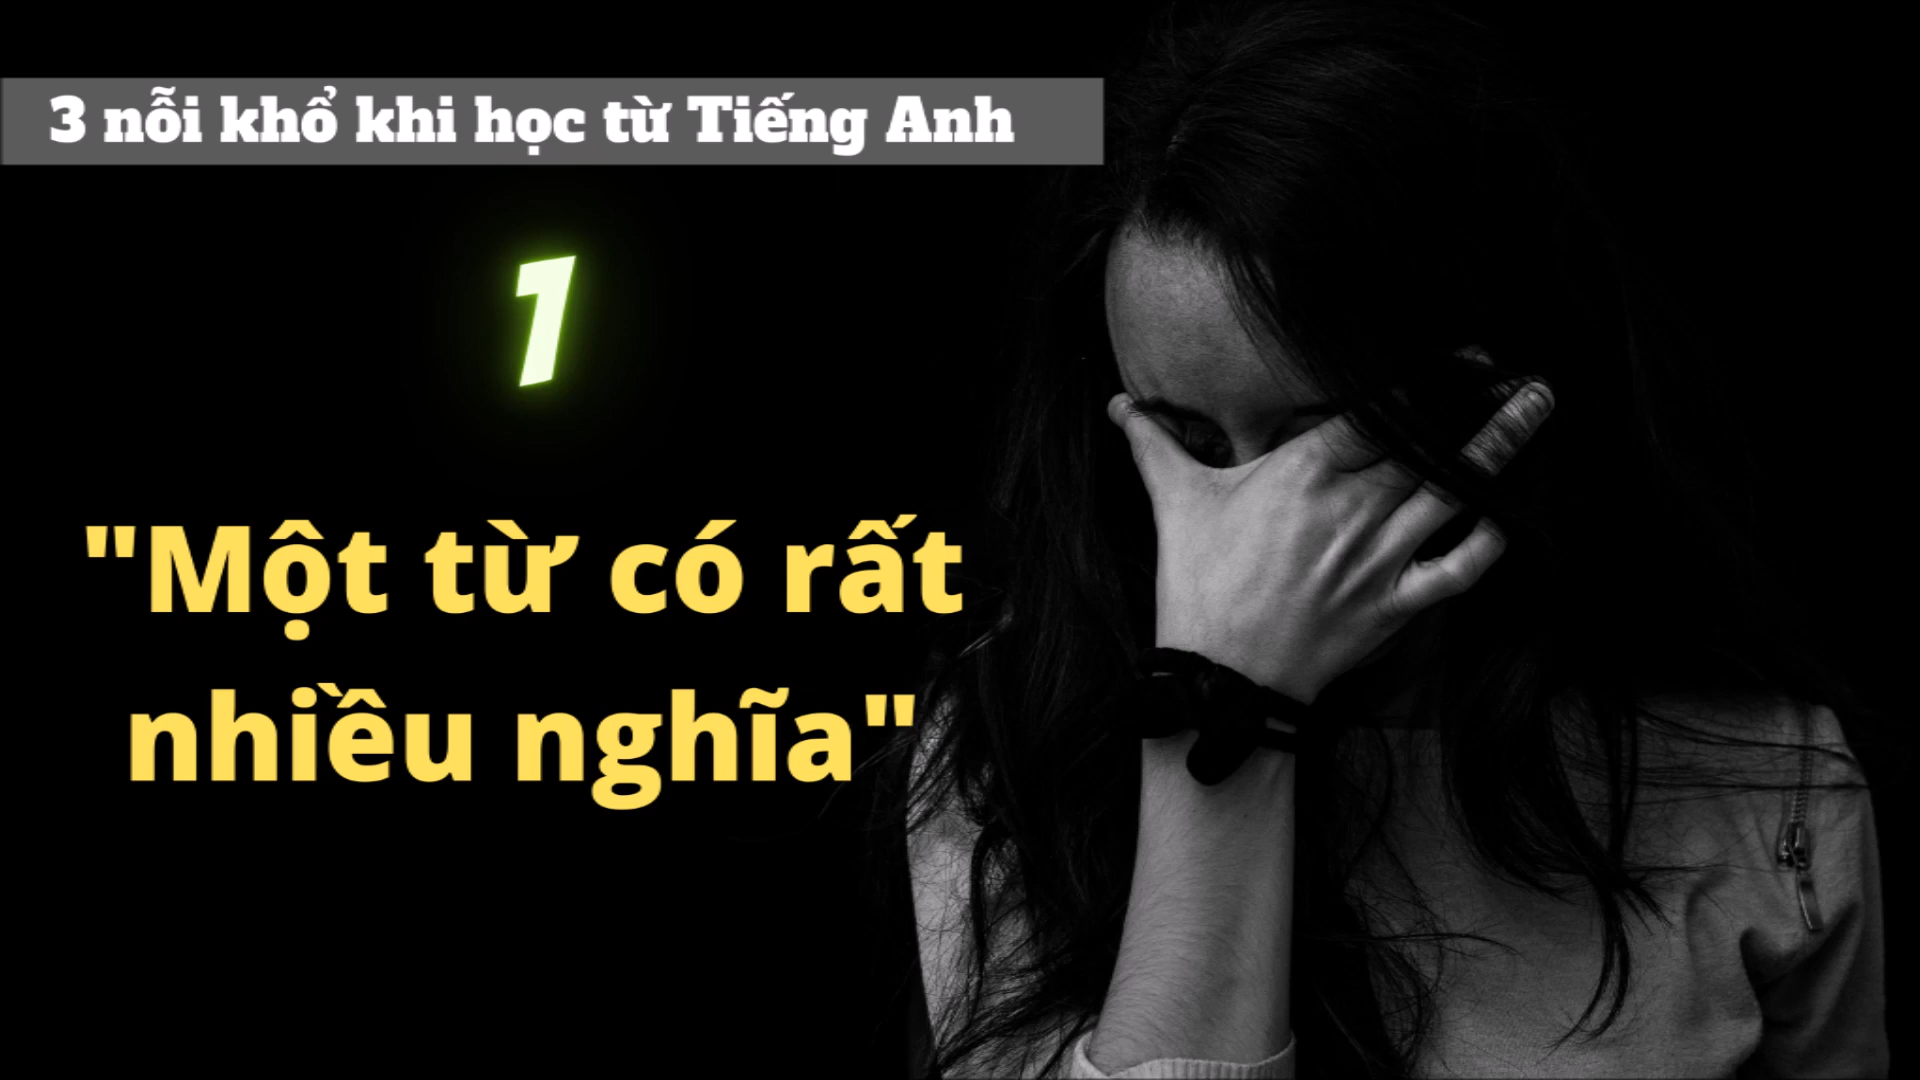 3 nỗi khổ khi học từ Tiếng Anh
1
"Một từ có rất
nhiều nghĩa"